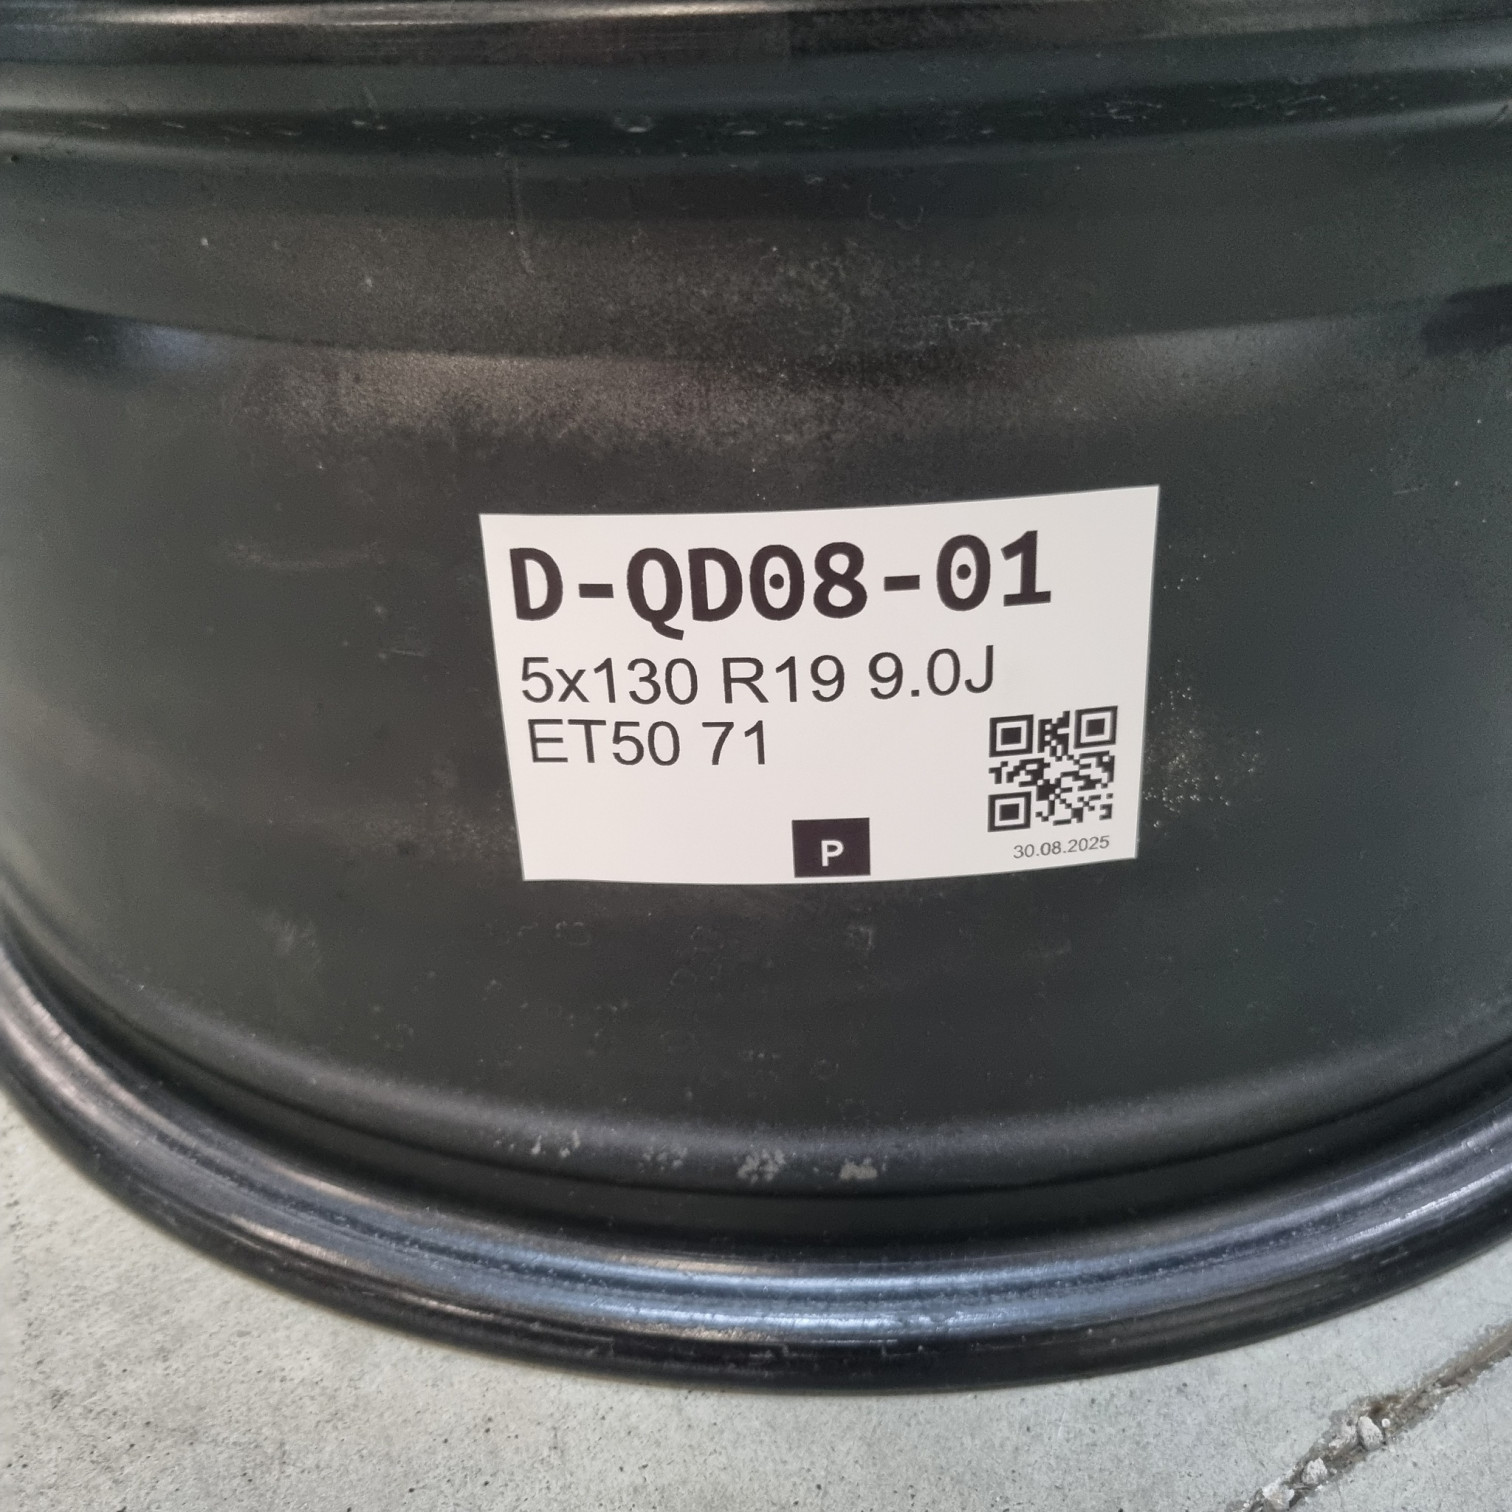 D-QD08-01
5x130 R19 9.0J
ET50 71
P
30.08.2025